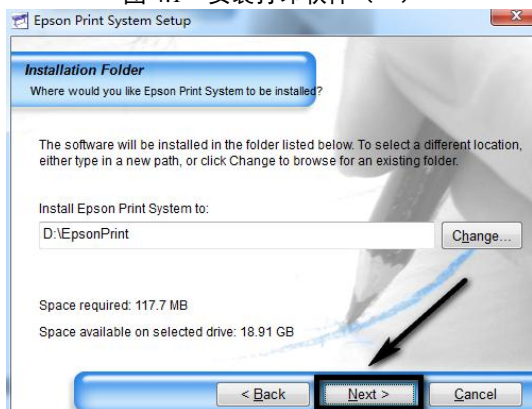 Epson Print System Setup
Installation Folder
Where would you like Epson Print System to be installed?
The software will be installed in the folder listed below. To select a different location,
either type in a new path, or click Change to browse for an existing folder.
Install Epson Print System to:
D:\EpsonPrint
Change...
Space required: 117.7 MB
Space available on selected drive: 18.91 GB
< Back
Next >
Cancel